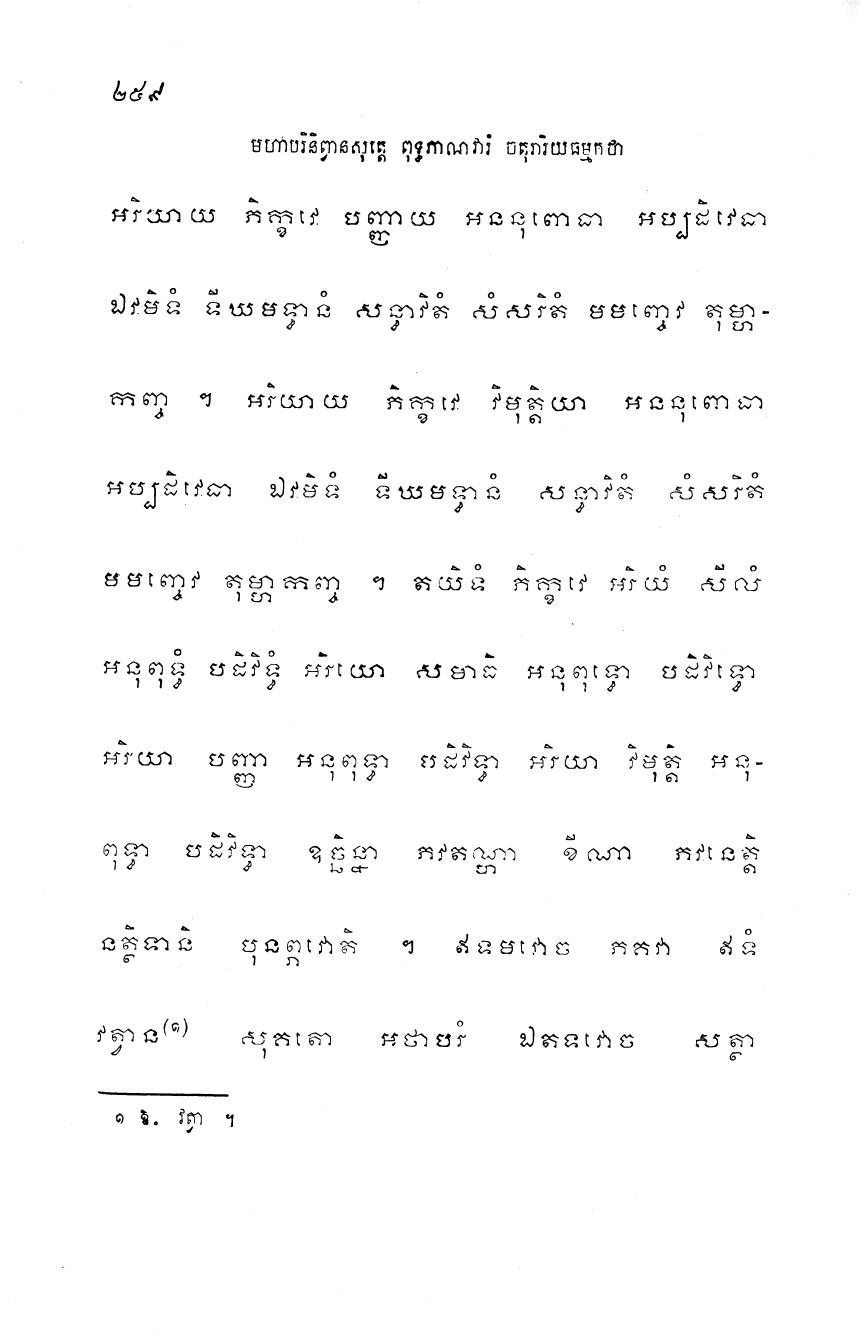 ២៥៩
មហាបរិនិព្វានសុត្តេ ពុទ្ធភាណវារំ ចតុរារិយធម្មកថា
អរិយាយ ភិក្ខវេ បញ្ញាយ អននុពោធា អប្បដិវេធា
ឯវមិទំ ទីឃមទ្ធានំ សន្ធាវិតំ សំសរិតំ មមញ្ចេវ តុម្ហា-
កញ្ច ។ អរិយាយ ភិក្ខវេ វិមុត្តិយា អននុពោធា
អប្បដិវេធា ឯវមិទំ ទីឃមទ្ធានំ សន្ធាវិតំ សំសរិតំ
មមញ្ចេវ តុម្ហាកញ្ច ។ តយិទំ ភិក្ខវេ អរិយំ សីលំ
អនុពុទ្ធំ បដិវិទ្ធំ អរិយោ សមាធិ អនុពុទ្ធោ បដិវិទ្ធោ
អរិយា បញ្ញា អនុពុទ្ធា បដិវិទ្ធា អរិយា វិមុត្តិ អនុ-
ពុទ្ធា បដិវិទ្ធា ឧច្ឆិន្នា ភវតណ្ហា ខីណា ភវនេត្តិ
នត្ថិទានិ បុនព្ភវោតិ ។ ឥទមវោច ភគវា ឥទំ
វត្វាន(១) សុគតោ អថាបរំ ឯតទវោច សត្ថា
១ ឱ. វត្វា ។